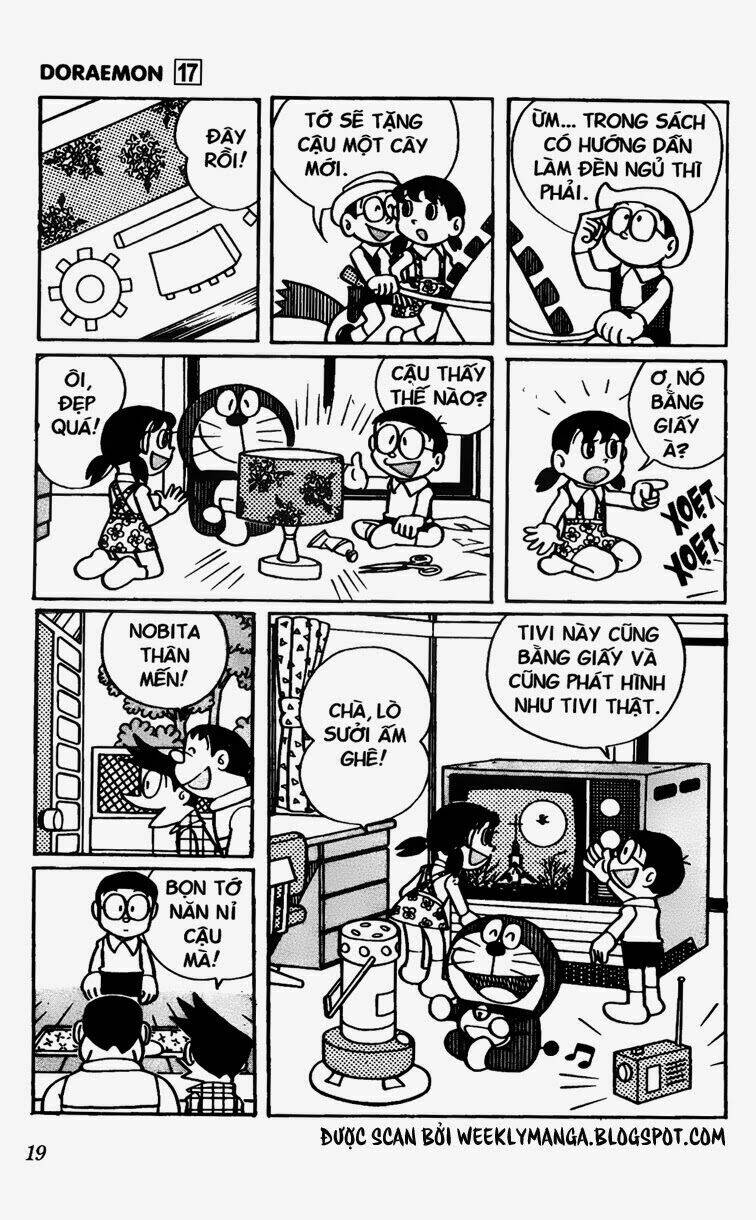 DORAEMON 17
ỪM... TRONG SÁCH
CÓ HƯỚNG DẪN
LÀM ĐÈN NGỦ THÌ
PHẢI.
TỚ SẼ TẶNG
CẬU MỘT CÂY
MỚI.
ĐÂY
RỒI!
Ơ, NÓ
BẰNG
GIẤY
À?
XOẸT
XOẸT
CẬU THẤY
THẾ NÀO?
ÔI,
ĐẸP
QUÁ!
TIVI NÀY CŨNG
BẰNG GIẤY VÀ
CŨNG PHÁT HÌNH
NHƯ TIVI THẬT.
CHÀ, LÒ
SƯỞI ẤM
GHÊ!
NOBITA
THÂN
MẾN!
BỌN TỚ
NĂN NỈ
CẬU
MÀ!
ĐƯỢC SCAN BỞI WEEKLYMANGA.BLOGSPOT.COM
19